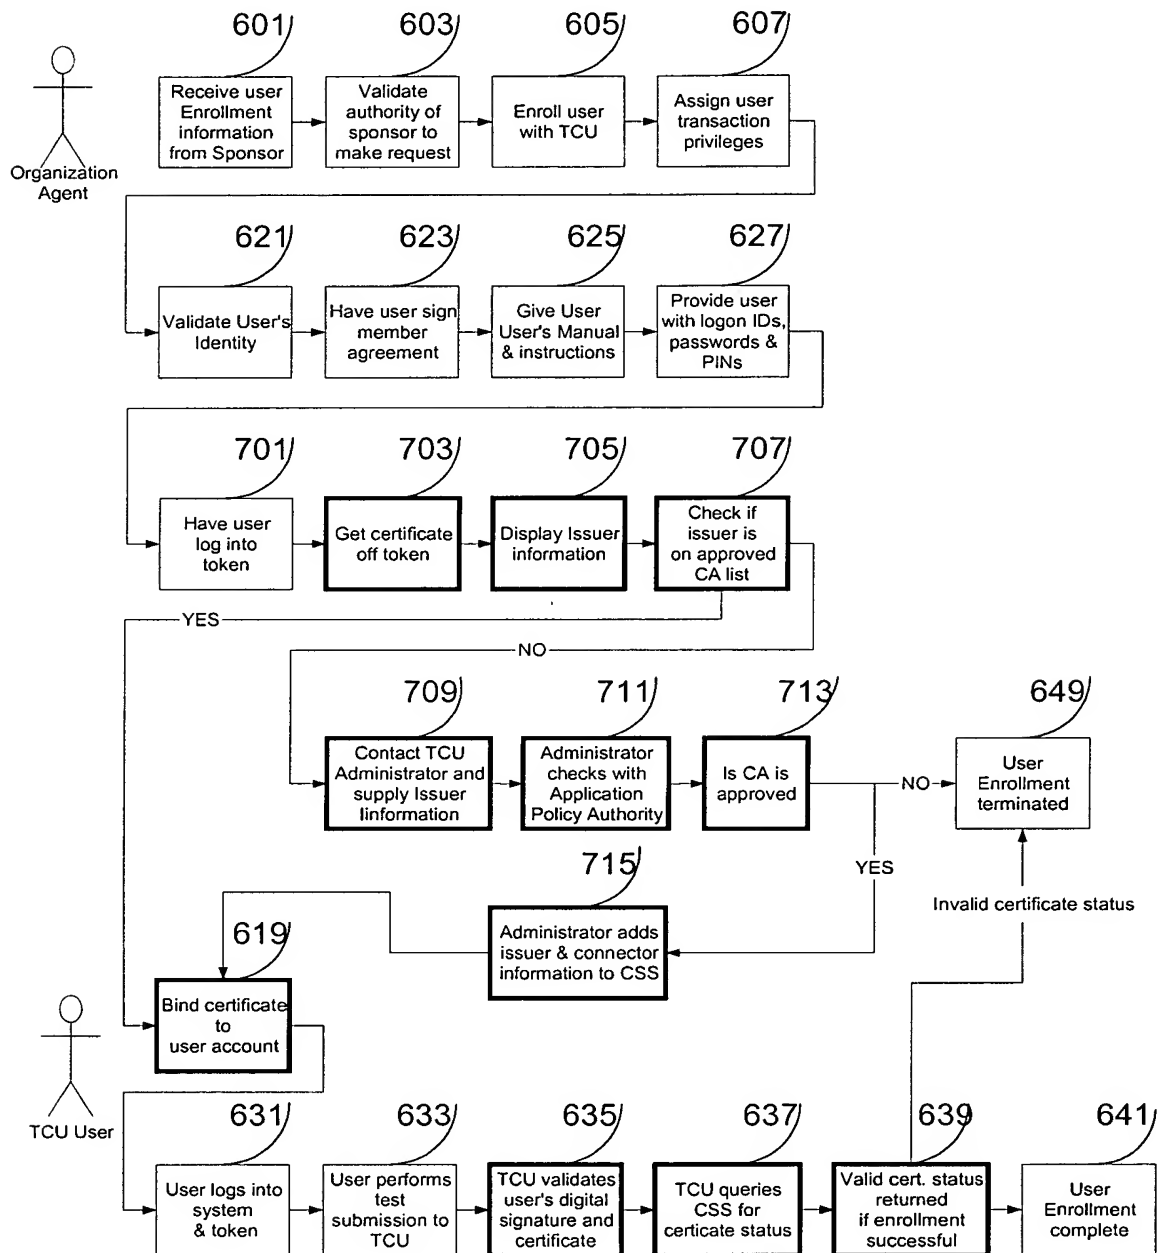 601
603
605
607
Receive user
Enrollment
information
from Sponsor
Validate
authority of
sponsor to
make request
Enroll user
with TCU
Assign user
transaction
privileges
Organization
Agent
621
623
625
627
Validate User's
Identity
Have user sign
member
agreement
Give User
User's Manual
& instructions
Provide user
with logon IDs,
passwords &
PINs
701
703
705
707
Have user
log into
token
Get certificate
off token
Display Issuer
information
Check if
issuer is
on approved
CA list
YES
NO
709
711
713
649
Contact TCU
Administrator and
supply Issuer
Iinformation
Administrator
checks with
Application
Policy Authority
Is CA is
approved
NO
User
Enrollment
terminated
YES
715
Invalid certificate status
Administrator adds
issuer & connector
information to CSS
619
Bind certificate
to
user account
TCU User
631
633
635
637
639
641
User logs into
system
& token
User performs
test
submission to
TCU
TCU validates
user's digital
signature and
certificate
TCU queries
CSS for
certicate status
Valid cert. status
returned
if enrollment
successful
User
Enrollment
complete